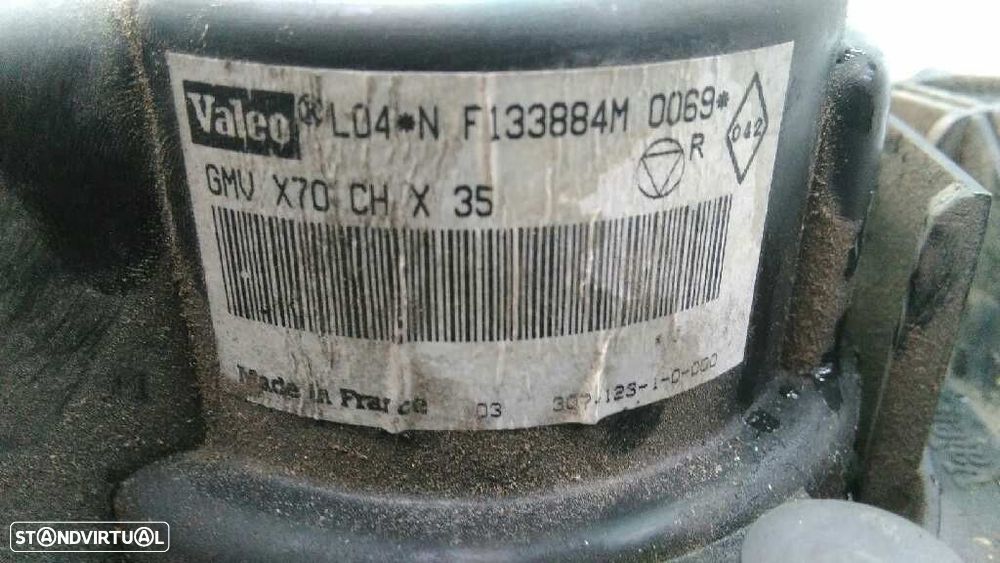 Valeo L04*N F133884M 0069*
042
R
GMV X70 CH X 35
Made in France 03
STANDVIRTUAL